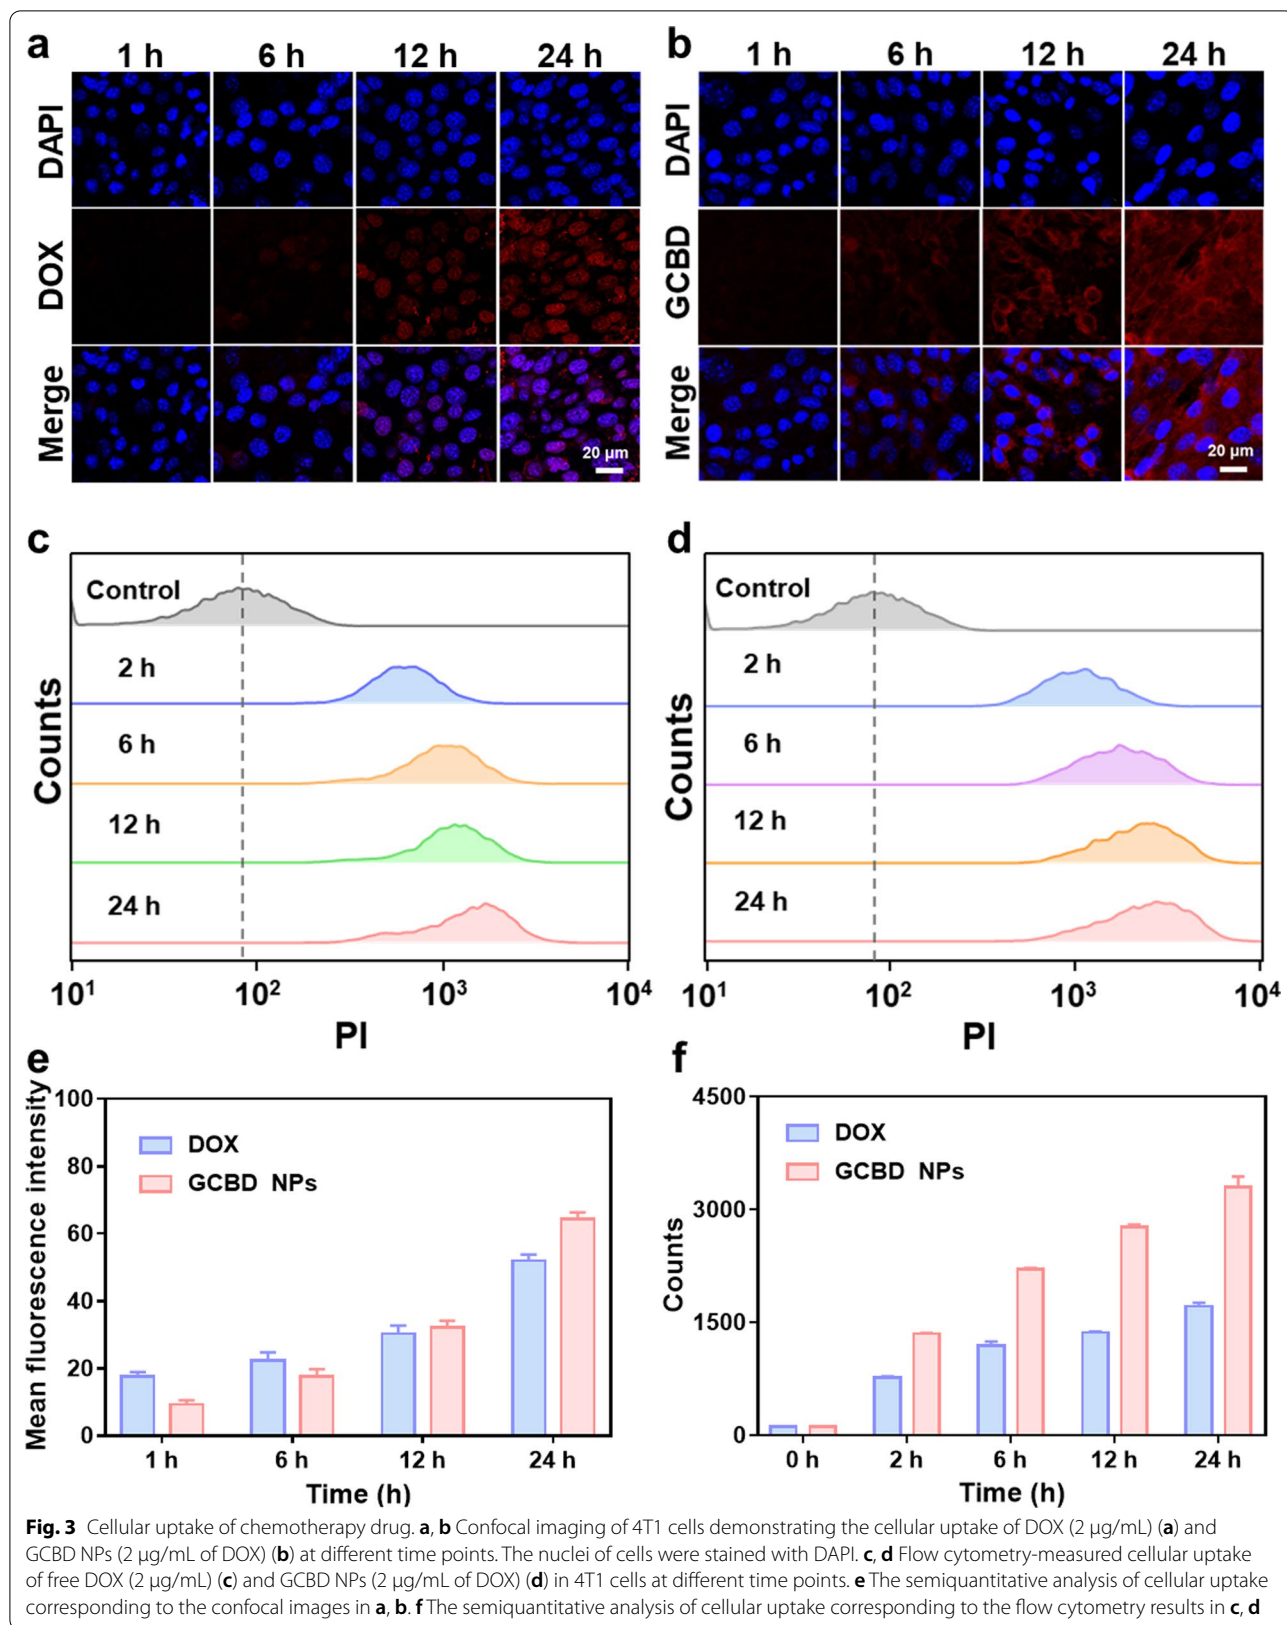 a
1 h 6 h 12 h 24 h
DAPI
DOX
Merge
20 µm
b
1 h 6 h 12 h 24 h
DAPI
GCBD
Merge
20 µm
c
Control
2 h
6 h
12 h
24 h
Counts
10¹ 10² 10³ 10⁴
PI
d
Control
2 h
6 h
12 h
24 h
Counts
10¹ 10² 10³ 10⁴
PI
e
Mean fluorescence intensity
100
80
60
40
20
0
DOX
GCBD NPs
1 h 6 h 12 h 24 h
Time (h)
f
Counts
4500
3000
1500
0
DOX
GCBD NPs
0 h 2 h 6 h 12 h 24 h
Time (h)
Fig. 3 Cellular uptake of chemotherapy drug. a, b Confocal imaging of 4T1 cells demonstrating the cellular uptake of DOX (2 µg/mL) (a) and
GCBD NPs (2 µg/mL of DOX) (b) at different time points. The nuclei of cells were stained with DAPI. c, d Flow cytometry-measured cellular uptake
of free DOX (2 µg/mL) (c) and GCBD NPs (2 µg/mL of DOX) (d) in 4T1 cells at different time points. e The semiquantitative analysis of cellular uptake
corresponding to the confocal images in a, b. f The semiquantitative analysis of cellular uptake corresponding to the flow cytometry results in c, d